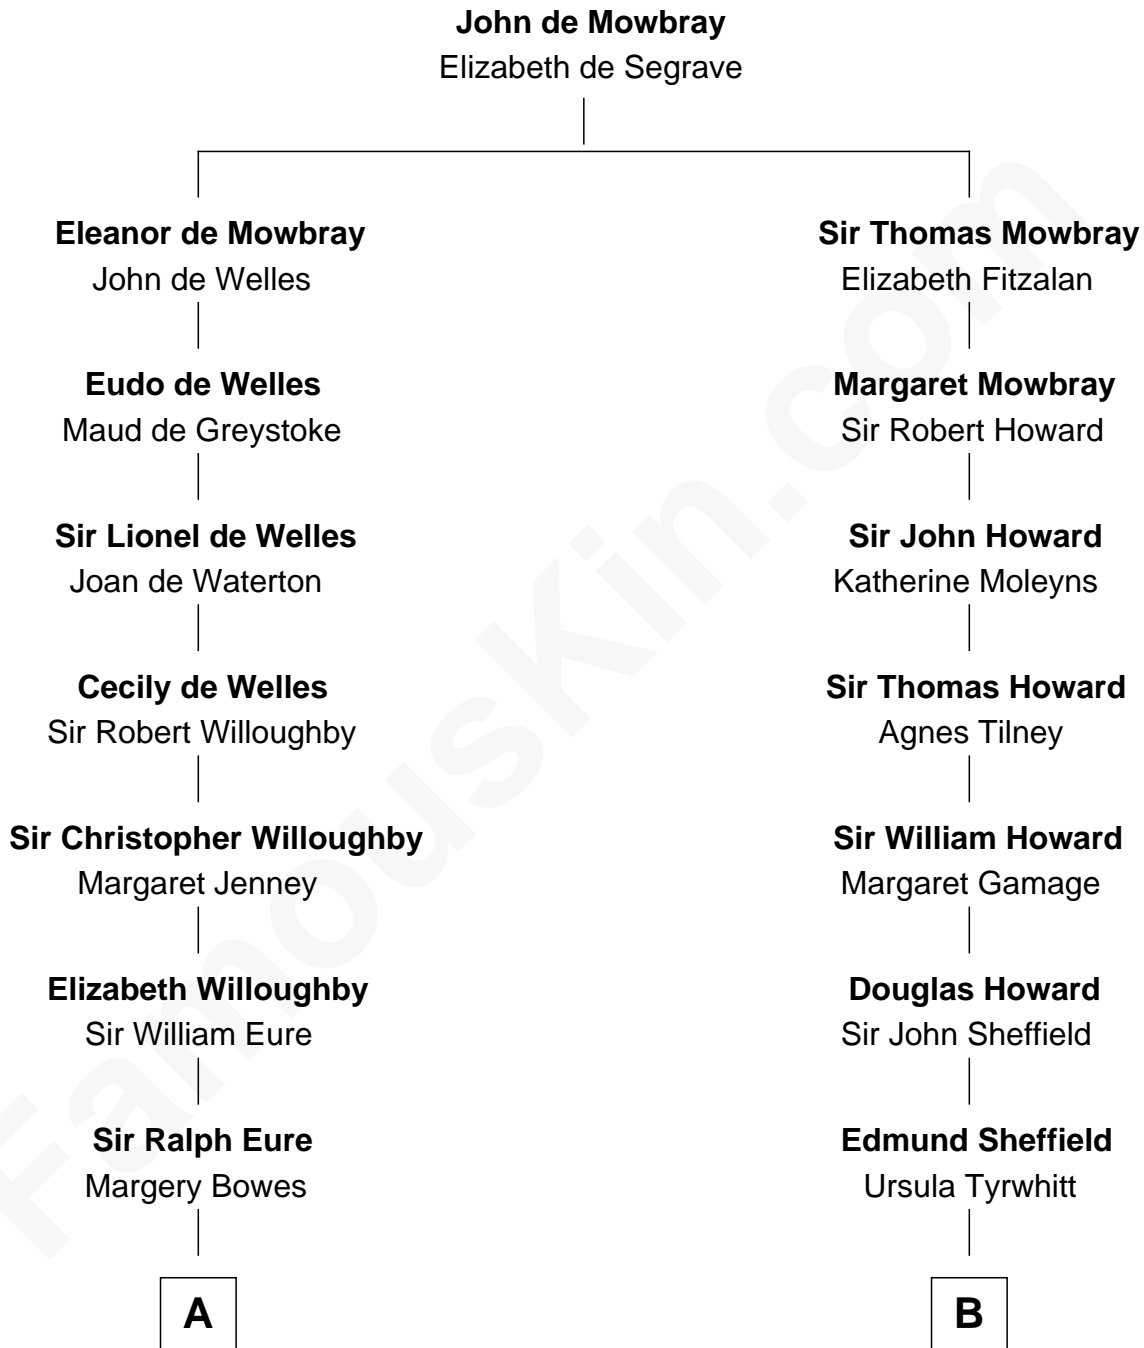 John de Mowbray
Elizabeth de Segrave
Eleanor de Mowbray
John de Welles
Eudo de Welles
Maud de Greystoke
Sir Lionel de Welles
Joan de Waterton
Cecily de Welles
Sir Robert Willoughby
Sir Christopher Willoughby
Margaret Jenney
Elizabeth Willoughby
Sir William Eure
Sir Ralph Eure
Margery Bowes
A
Sir Thomas Mowbray
Elizabeth Fitzalan
Margaret Mowbray
Sir Robert Howard
Sir John Howard
Katherine Moleyns
Sir Thomas Howard
Agnes Tilney
Sir William Howard
Margaret Gamage
Douglas Howard
Sir John Sheffield
Edmund Sheffield
Ursula Tyrwhitt
B
FamousKin.com